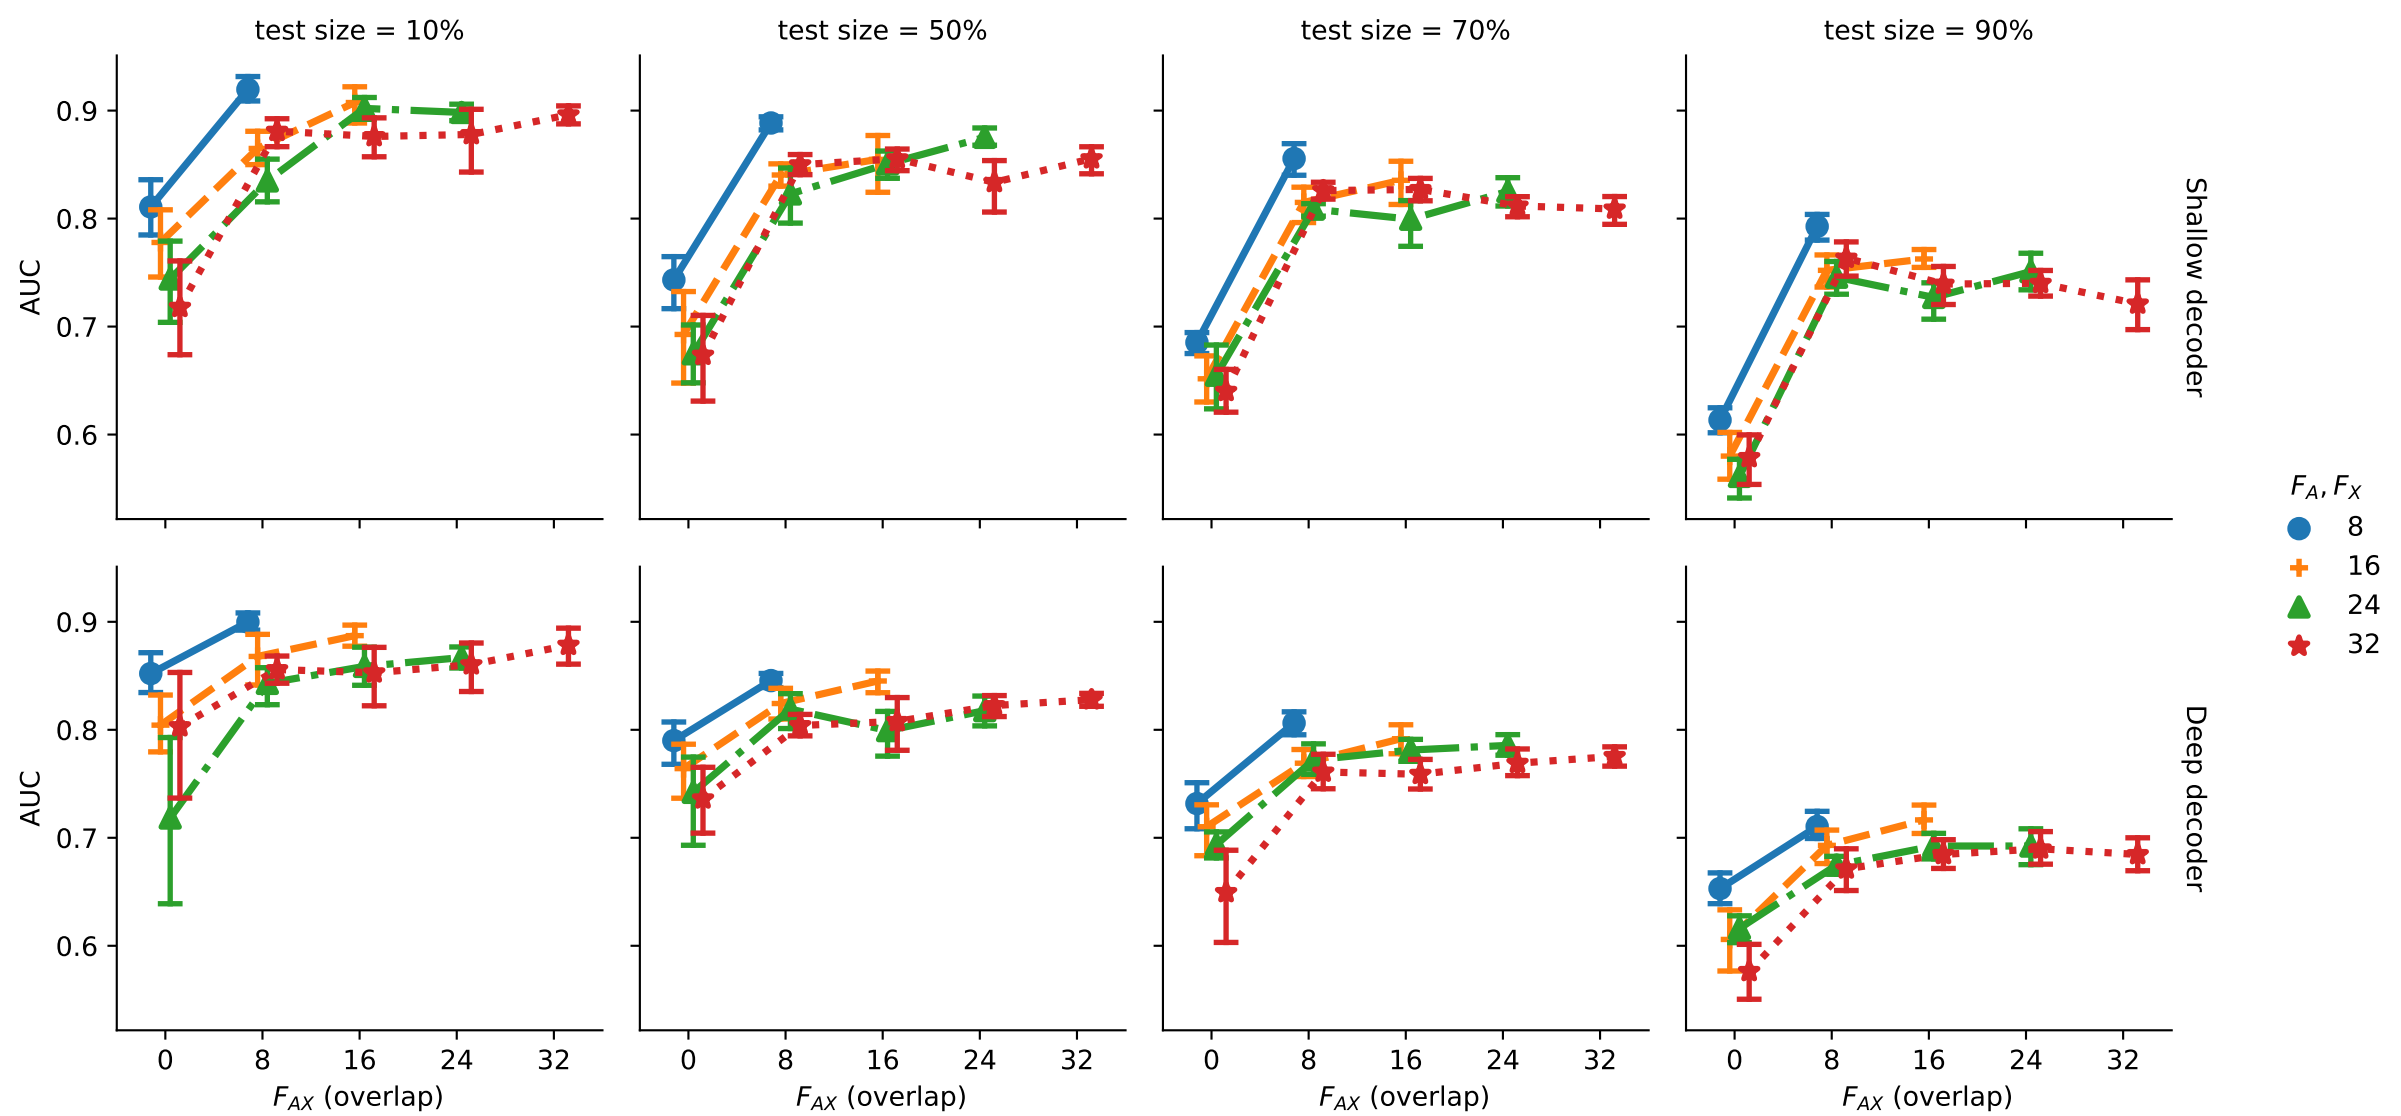 test size = 10%
test size = 50%
test size = 70%
test size = 90%
0.9
0.8
0.7
0.6
AUC
Shallow decoder
F_A, F_X
8
16
24
32
0.9
0.8
0.7
0.6
AUC
Deep decoder
0 8 16 24 32
0 8 16 24 32
0 8 16 24 32
0 8 16 24 32
F_AX (overlap)
F_AX (overlap)
F_AX (overlap)
F_AX (overlap)